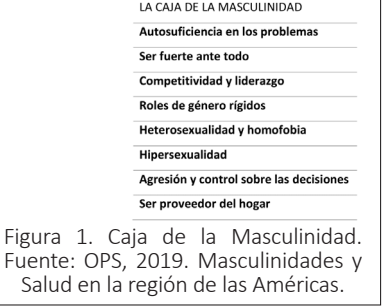 LA CAJA DE LA MASCULINIDAD
Autosuficiencia en los problemas
Ser fuerte ante todo
Competitividad y liderazgo
Roles de género rígidos
Heterosexualidad y homofobia
Hipersexualidad
Agresión y control sobre las decisiones
Ser proveedor del hogar
Figura 1. Caja de la Masculinidad.
Fuente: OPS, 2019. Masculinidades y
Salud en la región de las Américas.